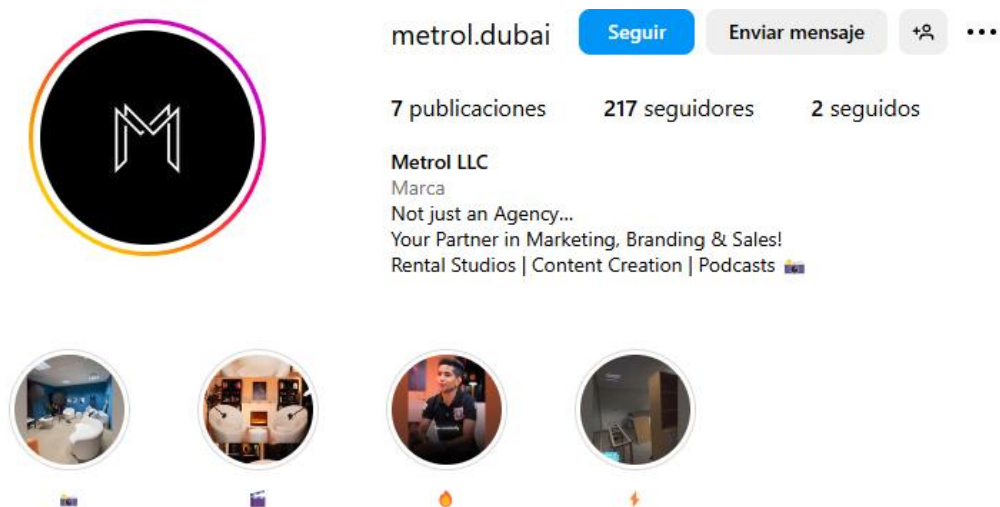 metrol.dubai Seguir Enviar mensaje
7 publicaciones 217 seguidores 2 seguidos
Metrol LLC
Marca
Not just an Agency...
Your Partner in Marketing, Branding & Sales!
Rental Studios | Content Creation | Podcasts 📸
📸 🎬 🔥 ⚡